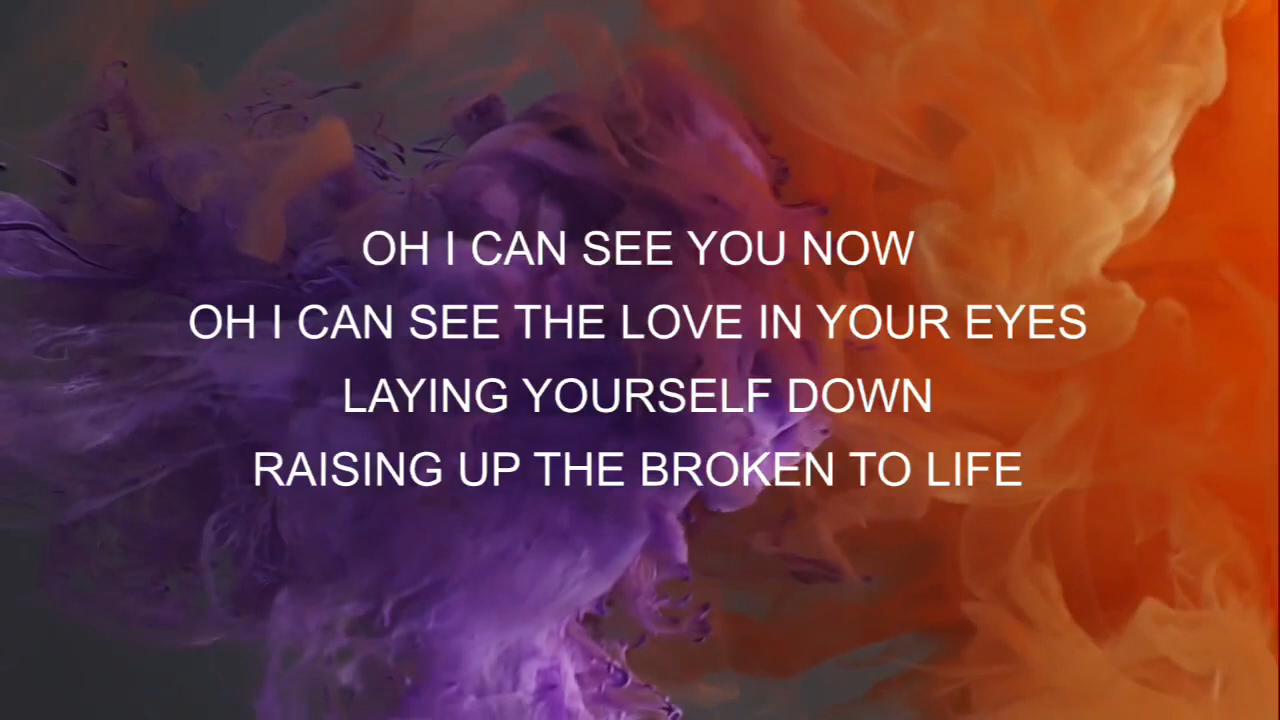 OH I CAN SEE YOU NOW
OH I CAN SEE THE LOVE IN YOUR EYES
LAYING YOURSELF DOWN
RAISING UP THE BROKEN TO LIFE